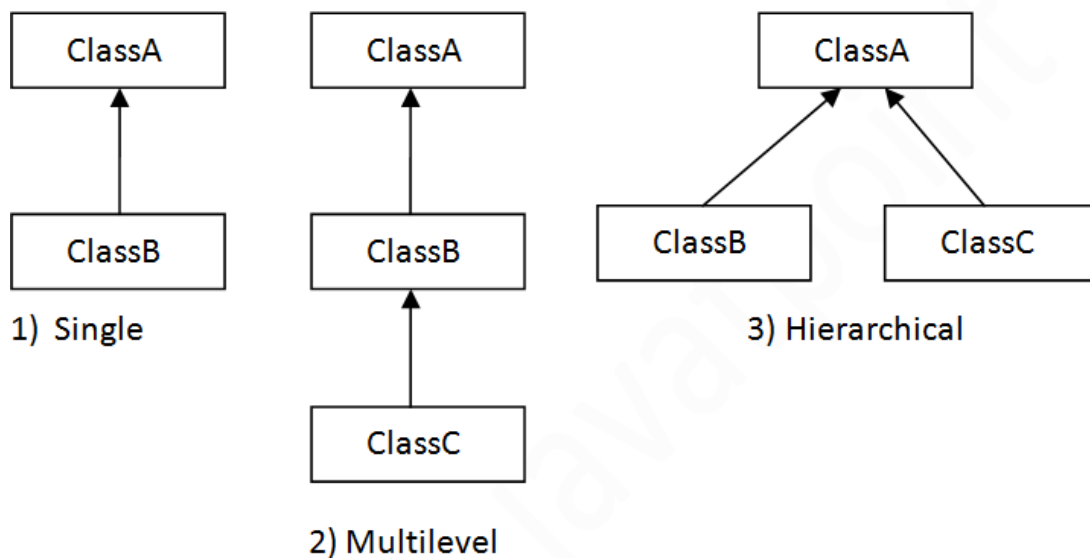 ClassA
ClassB
1) Single
ClassA
ClassB
ClassC
2) Multilevel
ClassA
ClassB
ClassC
3) Hierarchical